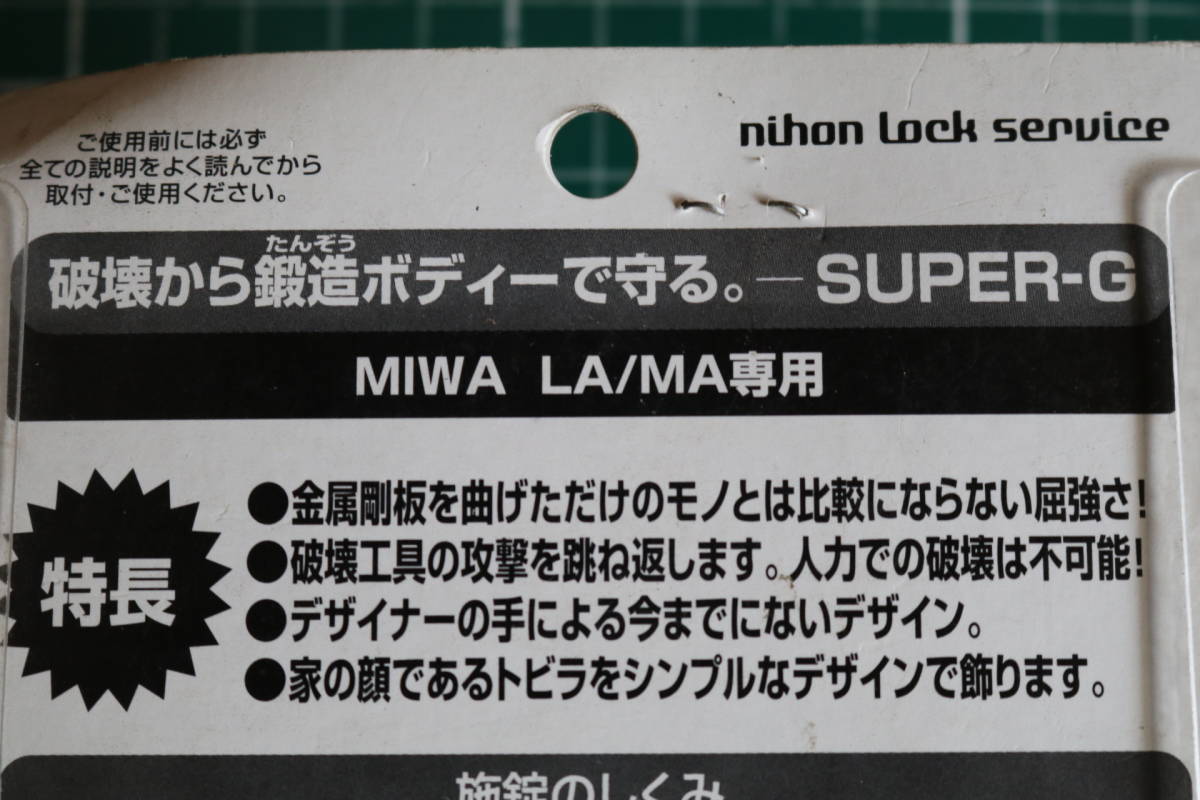 ご使用前には必ず
全ての説明をよく読んでから
取付・ご使用ください。
nihon lock service
たんぞう
破壊から鍛造ボディーで守る。— SUPER-G
MIWA LA/MA専用
特長
●金属剛板を曲げただけのモノとは比較にならない屈強さ!
●破壊工具の攻撃を跳ね返します。人力での破壊は不可能!
●デザイナーの手による今までにないデザイン。
●家の顔であるトビラをシンプルなデザインで飾ります。
施錠のしくみ